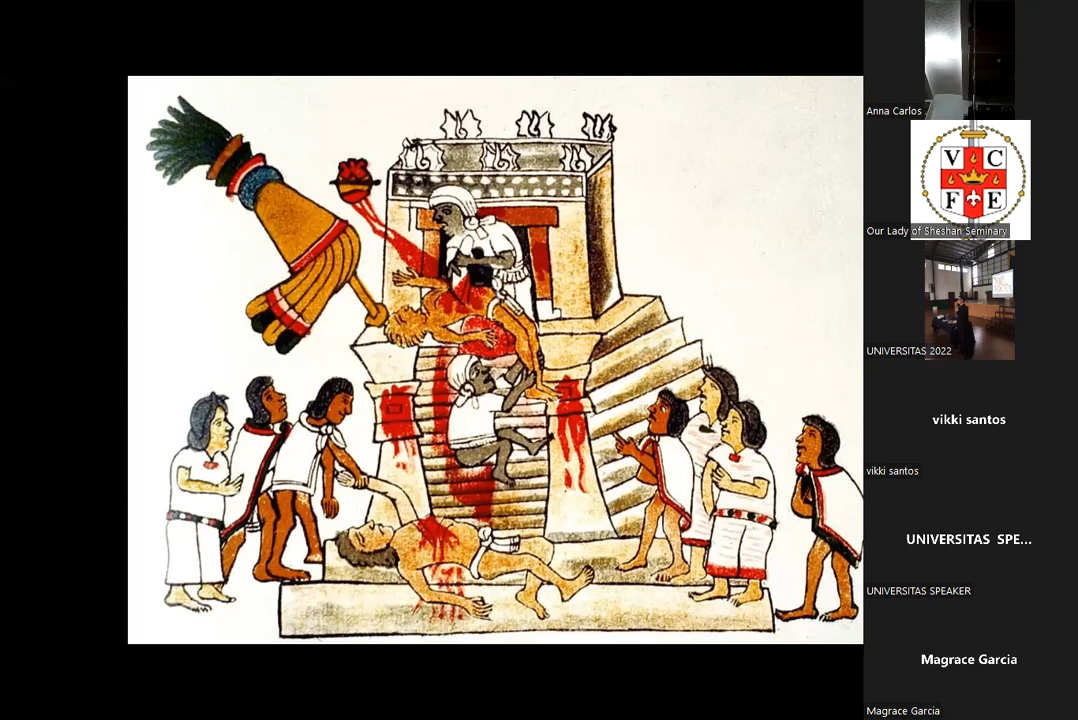 Anna Carlos
V C
F E
Our Lady of Sheshan Seminary
UNIVERSITAS 2022
vikki santos
vikki santos
UNIVERSITAS SPE...
UNIVERSITAS SPEAKER
Magrace Garcia
Magrace Garcia